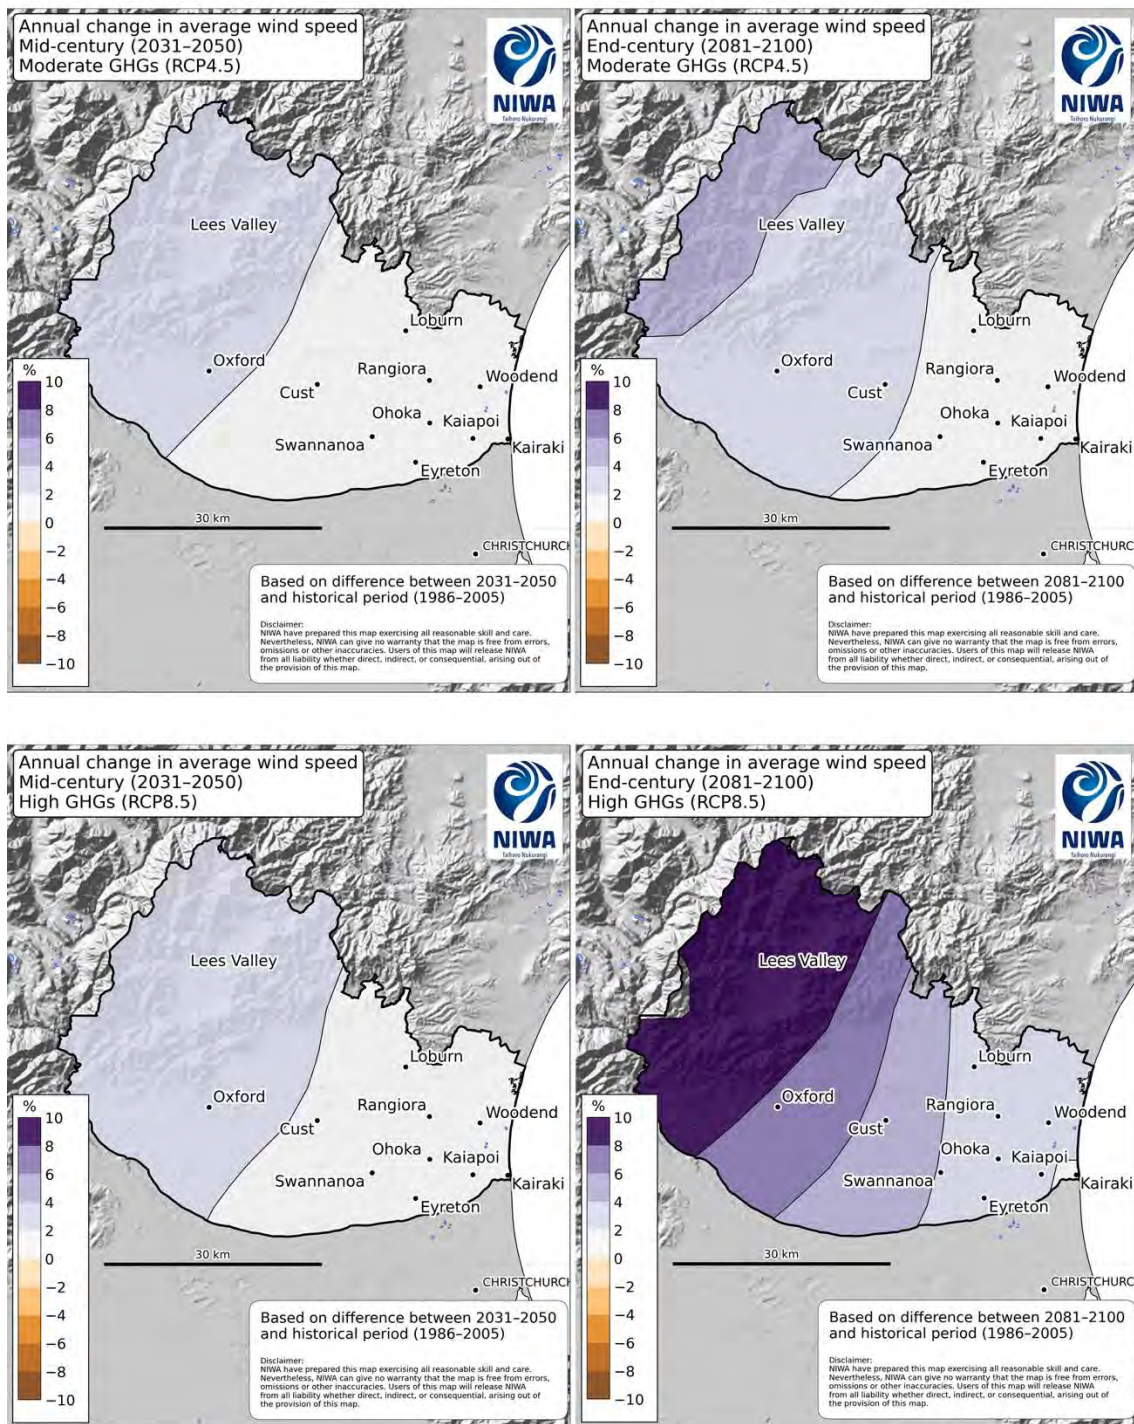 Annual change in average wind speed
Mid-century (2031–2050)
Moderate GHGs (RCP4.5)
NIWA
Taihoro Nukurangi
Lees Valley
Loburn
Oxford
Rangiora
Woodend
Cust
Ohoka
Kaiapoi
Swannanoa
Kairaki
Eyreton
%
10
8
6
4
2
0
−2
−4
−6
−8
−10
30 km
CHRISTCHURCH
Based on difference between 2031–2050
and historical period (1986–2005)
Disclaimer:
NIWA have prepared this map exercising all reasonable skill and care.
Nevertheless, NIWA can give no warranty that the map is free from errors,
omissions or other inaccuracies. Users of this map will release NIWA
from all liability whether direct, indirect, or consequential, arising out of
the provision of this map.
Annual change in average wind speed
End-century (2081–2100)
Moderate GHGs (RCP4.5)
NIWA
Taihoro Nukurangi
Lees Valley
Loburn
Oxford
Rangiora
Woodend
Cust
Ohoka
Kaiapoi
Swannanoa
Kairaki
Eyreton
%
10
8
6
4
2
0
−2
−4
−6
−8
−10
30 km
CHRISTCHURC
Based on difference between 2081–2100
and historical period (1986–2005)
Disclaimer:
NIWA have prepared this map exercising all reasonable skill and care.
Nevertheless, NIWA can give no warranty that the map is free from errors,
omissions or other inaccuracies. Users of this map will release NIWA
from all liability whether direct, indirect, or consequential, arising out of
the provision of this map.
Annual change in average wind speed
Mid-century (2031–2050)
High GHGs (RCP8.5)
NIWA
Taihoro Nukurangi
Lees Valley
Loburn
Oxford
Rangiora
Woodend
Cust
Ohoka
Kaiapoi
Swannanoa
Kairaki
Eyreton
%
10
8
6
4
2
0
−2
−4
−6
−8
−10
30 km
CHRISTCHURCH
Based on difference between 2031–2050
and historical period (1986–2005)
Disclaimer:
NIWA have prepared this map exercising all reasonable skill and care.
Nevertheless, NIWA can give no warranty that the map is free from errors,
omissions or other inaccuracies. Users of this map will release NIWA
from all liability whether direct, indirect, or consequential, arising out of
the provision of this map.
Annual change in average wind speed
End-century (2081–2100)
High GHGs (RCP8.5)
NIWA
Taihoro Nukurangi
Lees Valley
Loburn
Oxford
Rangiora
Woodend
Cust
Ohoka
Kaiapoi
Swannanoa
Kairaki
Eyreton
%
10
8
6
4
2
0
−2
−4
−6
−8
−10
30 km
CHRISTCHURC
Based on difference between 2081–2100
and historical period (1986–2005)
Disclaimer:
NIWA have prepared this map exercising all reasonable skill and care.
Nevertheless, NIWA can give no warranty that the map is free from errors,
omissions or other inaccuracies. Users of this map will release NIWA
from all liability whether direct, indirect, or consequential, arising out of
the provision of this map.